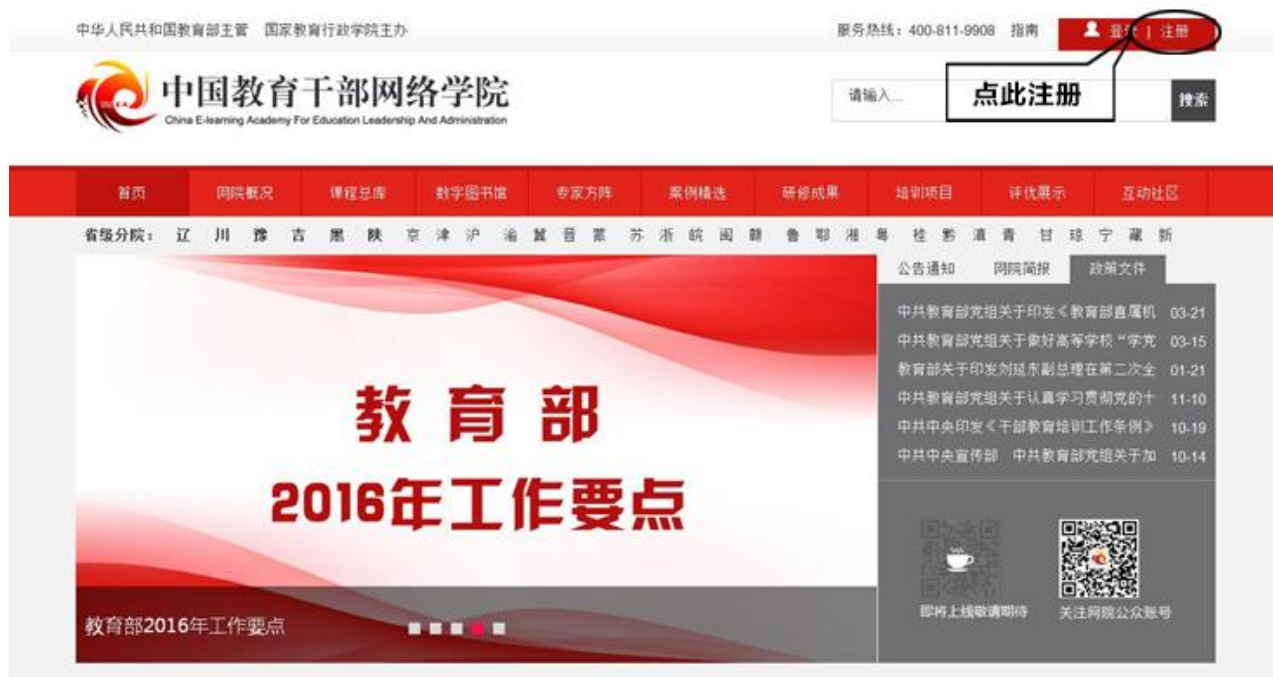 中华人民共和国教育部主管 国家教育行政学院主办
服务热线：400-811-9908 指南
登录 | 注册
点此注册
中国教育干部网络学院
China E-learning Academy For Education Leadership And Administration
请输入... 搜索
首页 网院概况 课程总库 数字图书馆 专家方阵 案例精选 研修成果 培训项目 评优展示 互动社区
省级分院： 辽 川 豫 吉 黑 陕 京 津 沪 渝 冀 晋 蒙 苏 浙 皖 闽 赣 鲁 鄂 湘 粤 桂 黔 滇 青 甘 琼 宁 藏 新
公告通知 网院简报 政策文件
中共教育部党组关于印发《教育部直属机 03-21
中共教育部党组关于做好高等学校“学党 03-15
教育部关于印发刘延东副总理在第二次全 01-21
中共教育部党组关于认真学习贯彻党的十 11-10
中共中央印发《干部教育培训工作条例》 10-19
中共中央宣传部 中共教育部党组关于加 10-14
教育部
2016年工作要点
教育部2016年工作要点
即将上线敬请期待
关注网院公众账号